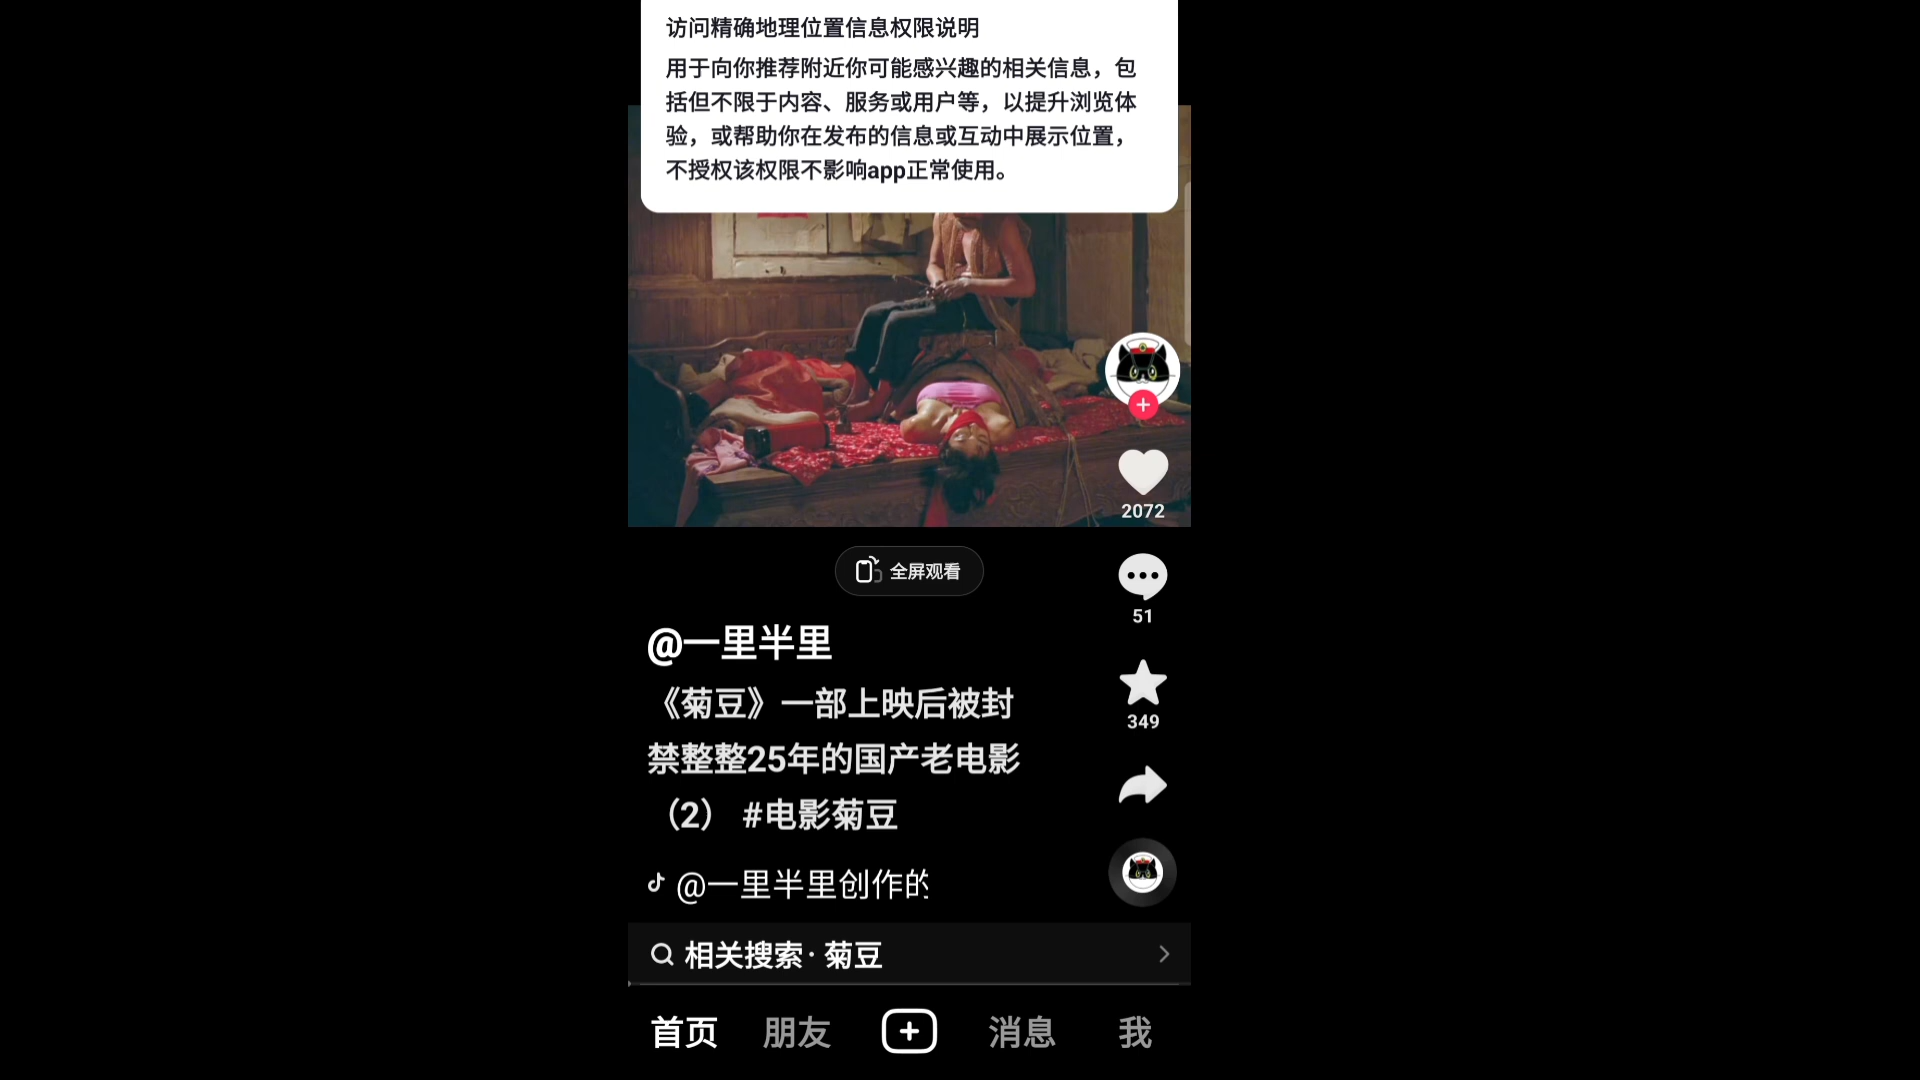 访问精确地理位置信息权限说明
用于向你推荐附近你可能感兴趣的相关信息，包
括但不限于内容、服务或用户等，以提升浏览体
验，或帮助你在发布的信息或互动中展示位置，
不授权该权限不影响app正常使用。
2072
全屏观看
51
@一里半里
《菊豆》一部上映后被封
禁整整25年的国产老电影
（2） #电影菊豆
349
@一里半里创作的
相关搜索· 菊豆
首页 朋友 消息 我